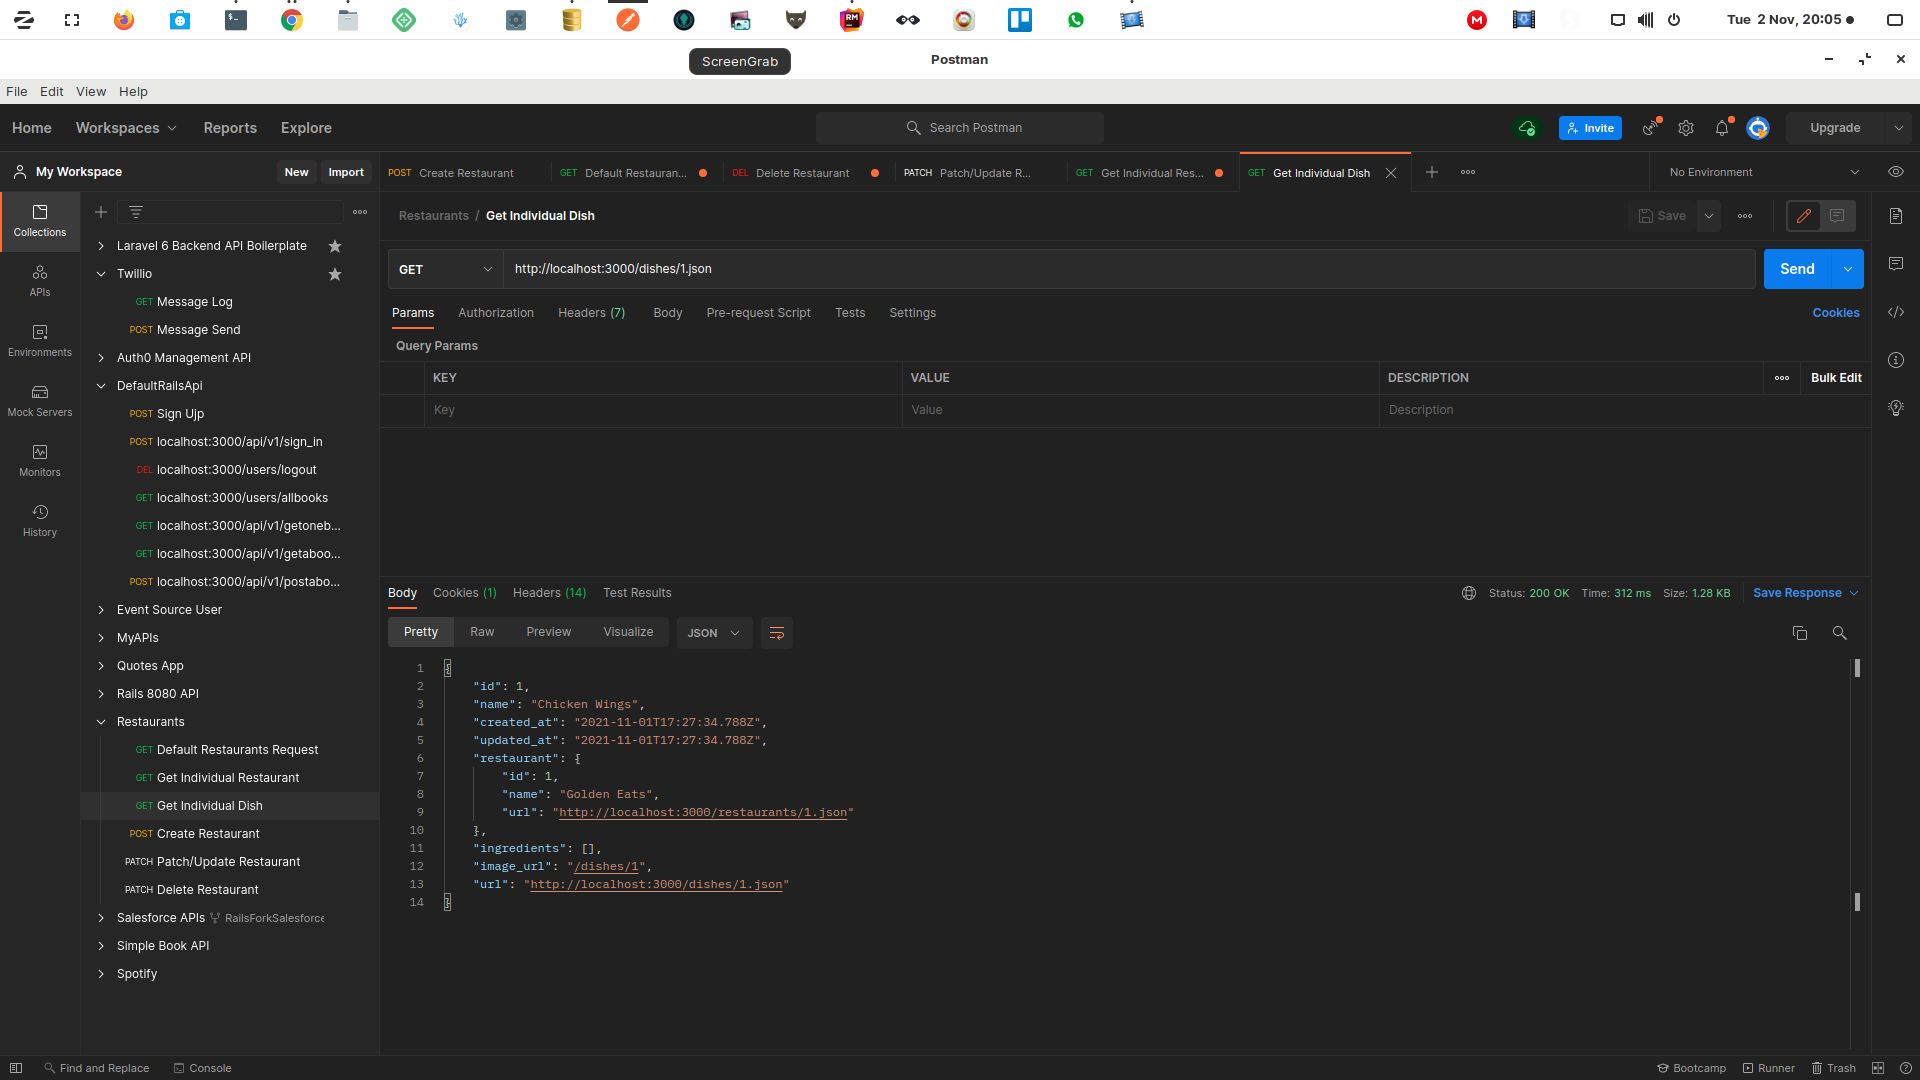 Tue 2 Nov, 20:05
ScreenGrab
Postman
File Edit View Help
Home Workspaces Reports Explore
Search Postman
Invite
Upgrade
My Workspace
New Import
POST Create Restaurant
GET Default Restauran...
DEL Delete Restaurant
PATCH Patch/Update R...
GET Get Individual Res...
GET Get Individual Dish
No Environment
Collections
APIs
Environments
Mock Servers
Monitors
History
Laravel 6 Backend API Boilerplate
Twillio
GET Message Log
POST Message Send
Auth0 Management API
DefaultRailsApi
POST Sign Ujp
POST localhost:3000/api/v1/sign_in
DEL localhost:3000/users/logout
GET localhost:3000/users/allbooks
GET localhost:3000/api/v1/getoneb...
GET localhost:3000/api/v1/getaboo...
POST localhost:3000/api/v1/postabo...
Event Source User
MyAPIs
Quotes App
Rails 8080 API
Restaurants
GET Default Restaurants Request
GET Get Individual Restaurant
GET Get Individual Dish
POST Create Restaurant
PATCH Patch/Update Restaurant
PATCH Delete Restaurant
Salesforce APIs RailsForkSalesforce
Simple Book API
Spotify
Restaurants / Get Individual Dish
Save
GET http://localhost:3000/dishes/1.json
Send
Params Authorization Headers (7) Body Pre-request Script Tests Settings Cookies
Query Params
KEY VALUE DESCRIPTION Bulk Edit
Key Value Description
Body Cookies (1) Headers (14) Test Results
Status: 200 OK Time: 312 ms Size: 1.28 KB Save Response
Pretty Raw Preview Visualize JSON
1 {
2 "id": 1,
3 "name": "Chicken Wings",
4 "created_at": "2021-11-01T17:27:34.788Z",
5 "updated_at": "2021-11-01T17:27:34.788Z",
6 "restaurant": {
7 "id": 1,
8 "name": "Golden Eats",
9 "url": "http://localhost:3000/restaurants/1.json"
10 },
11 "ingredients": [],
12 "image_url": "/dishes/1",
13 "url": "http://localhost:3000/dishes/1.json"
14 }
Find and Replace Console
Bootcamp Runner Trash